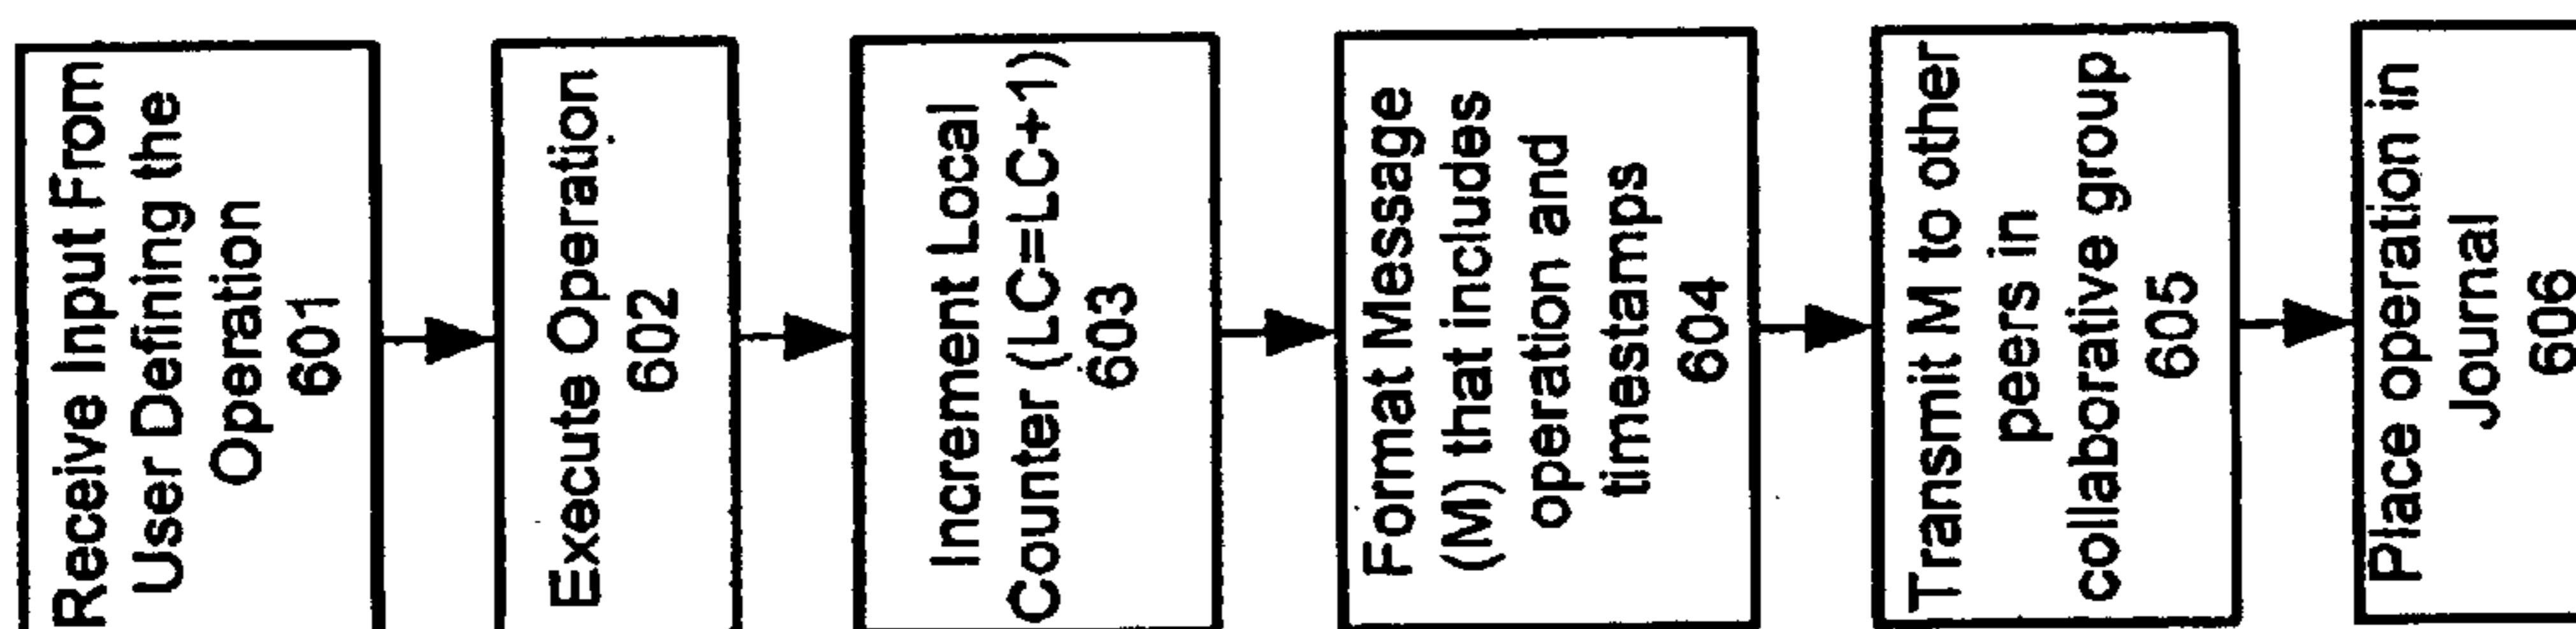 Receive Input From
User Defining the
Operation
601
Execute Operation
602
Increment Local
Counter (LC=LC+1)
603
Format Message
(M) that includes
operation and
timestamps
604
Transmit M to other
peers in
collaborative group
605
Place operation in
Journal
606